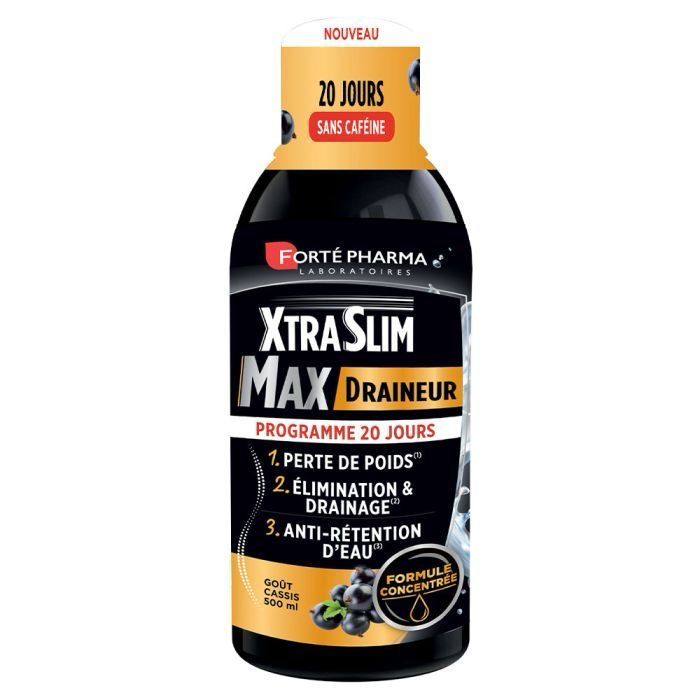 NOUVEAU
20 JOURS
SANS CAFÉINE
FORTÉ PHARMA
LABORATOIRES
XTRASLIM
MAX DRAINEUR
PROGRAMME 20 JOURS
1. PERTE DE POIDS(1)
2. ÉLIMINATION &
DRAINAGE(2)
3. ANTI-RÉTENTION
D'EAU(3)
GOÛT
CASSIS
500 ml
FORMULE
CONCENTRÉE